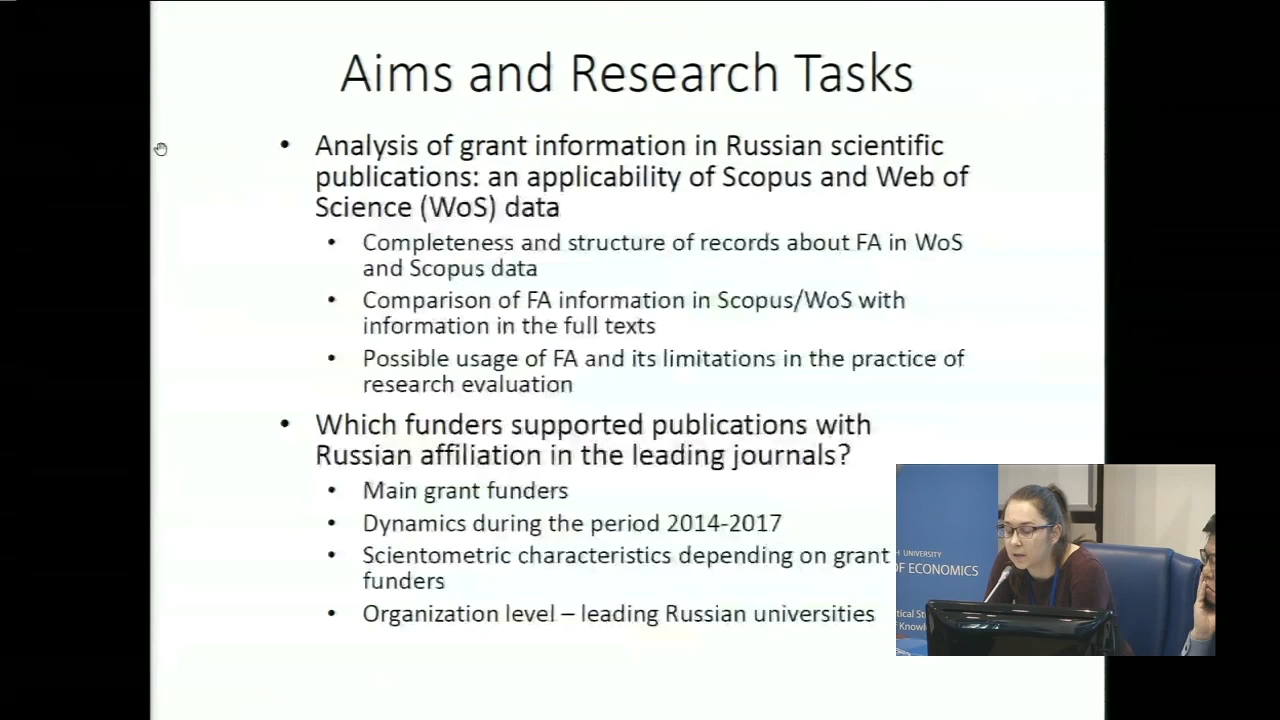 Aims and Research Tasks
• Analysis of grant information in Russian scientific
publications: an applicability of Scopus and Web of
Science (WoS) data
• Completeness and structure of records about FA in WoS
and Scopus data
• Comparison of FA information in Scopus/WoS with
information in the full texts
• Possible usage of FA and its limitations in the practice of
research evaluation
• Which funders supported publications with
Russian affiliation in the leading journals?
• Main grant funders
• Dynamics during the period 2014-2017
• Scientometric characteristics depending on grant
funders
• Organization level – leading Russian universities
UNIVERSITY
OF ECONOMICS